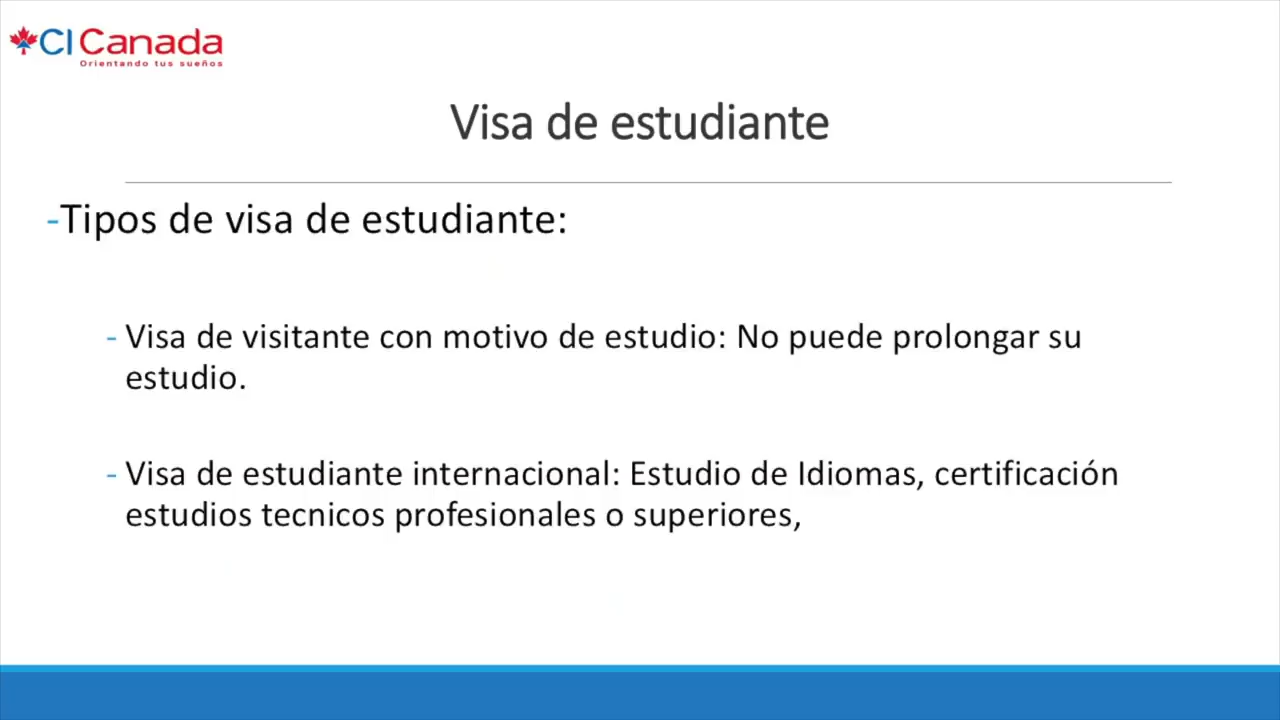 CI Canada
Orientando tus sueños
Visa de estudiante
-Tipos de visa de estudiante:
- Visa de visitante con motivo de estudio: No puede prolongar su
estudio.
- Visa de estudiante internacional: Estudio de Idiomas, certificación
estudios tecnicos profesionales o superiores,